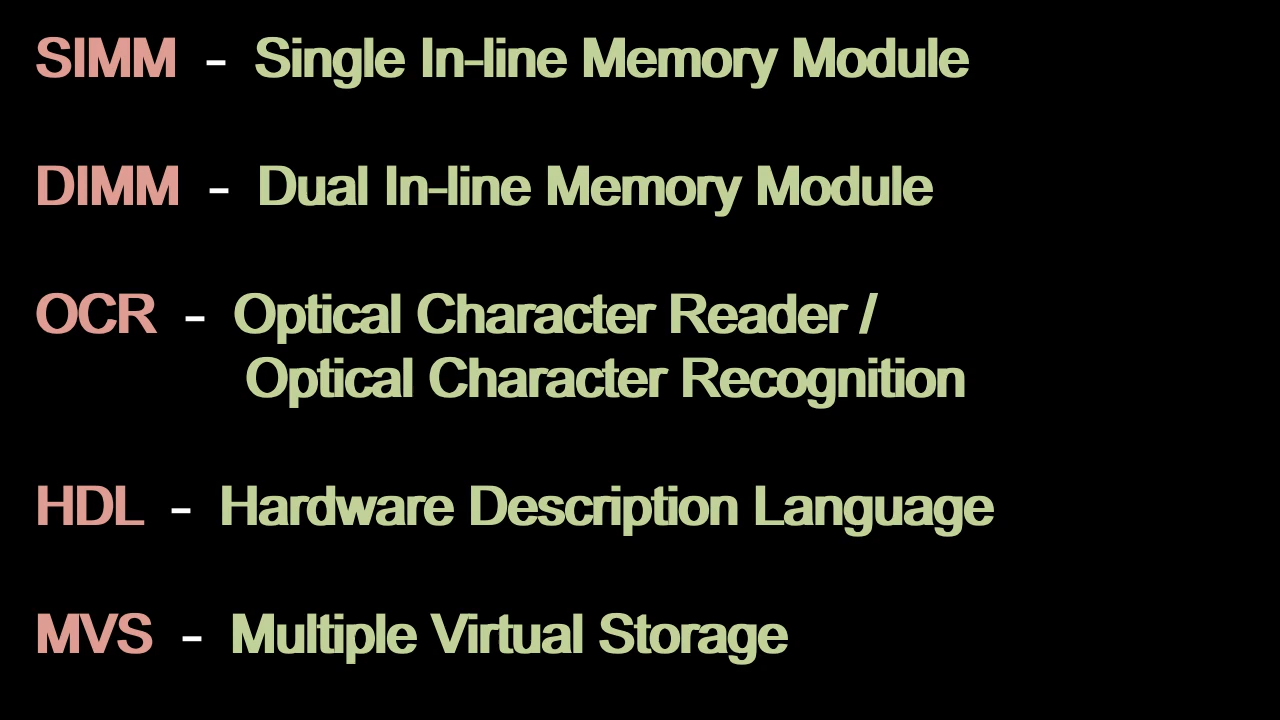 SIMM - Single In-line Memory Module
DIMM - Dual In-line Memory Module
OCR - Optical Character Reader /
Optical Character Recognition
HDL - Hardware Description Language
MVS - Multiple Virtual Storage